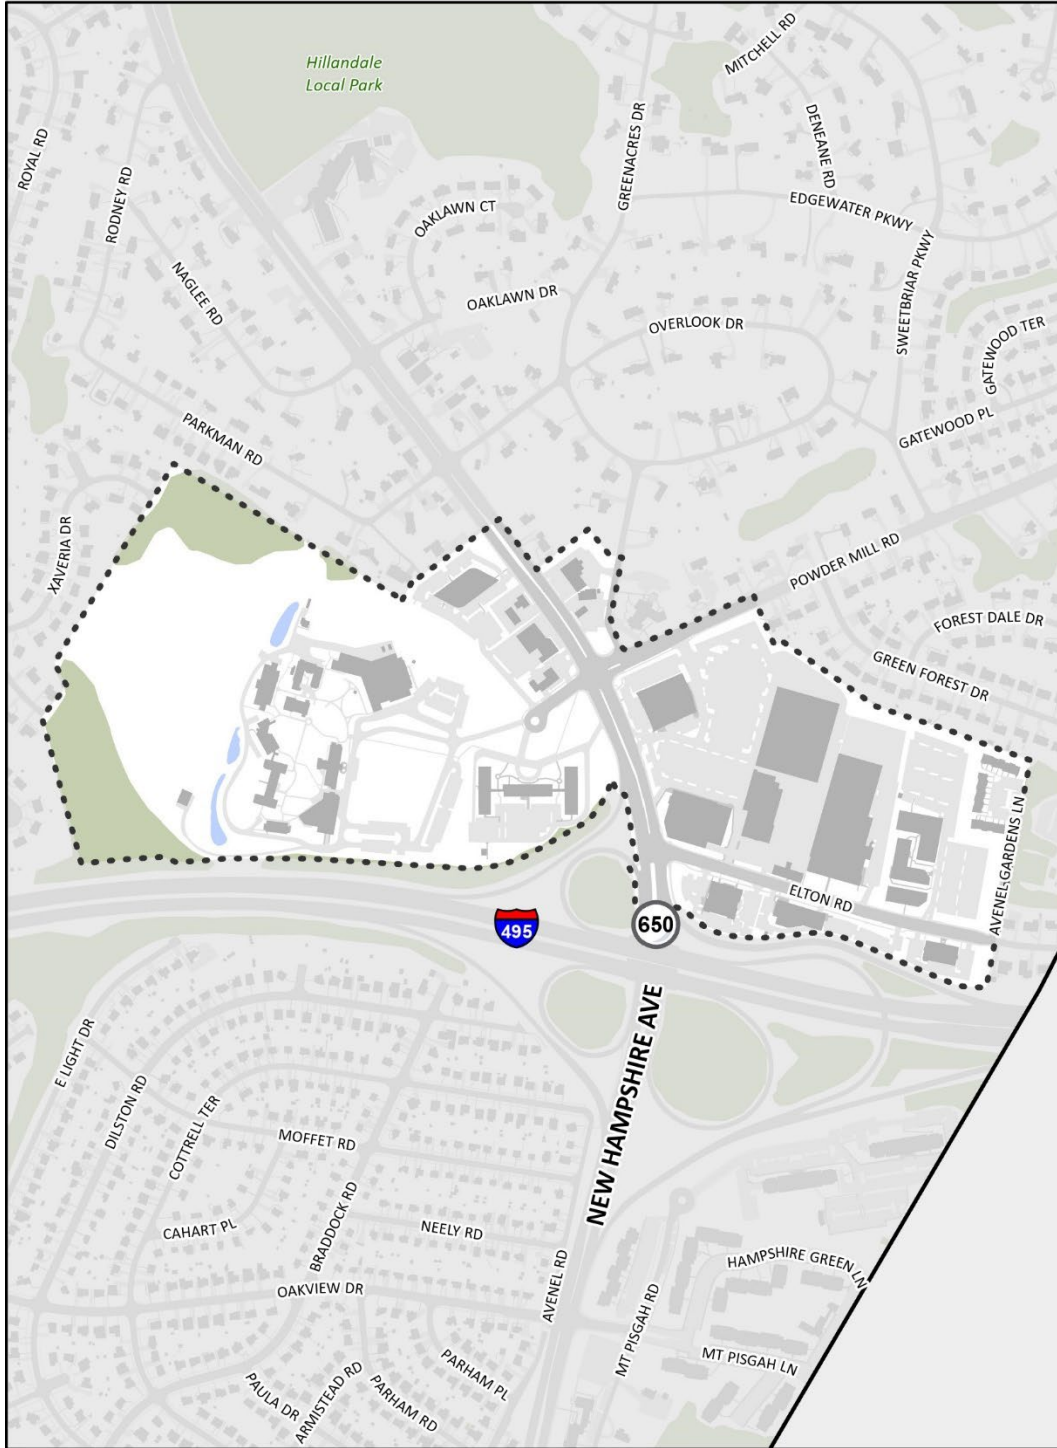 MITCHELL RD
Hillandale
Local Park
ROYAL RD
RODNEY RD
GREENACRES DR
DENEANE RD
EDGEWATER PKWY
OAKLAWN CT
NAGLEE RD
OAKLAWN DR
OVERLOOK DR
SWEETBRIAR PKWY
GATEWOOD TER
GATEWOOD PL
PARKMAN RD
XAVERIA DR
POWDER MILL RD
FOREST DALE DR
GREEN FOREST DR
AVENEL GARDENS LN
ELTON RD
495
650
NEW HAMPSHIRE AVE
E LIGHT DR
DILSTON RD
COTTRELL TER
MOFFET RD
CAHART PL
BRADDOCK RD
NEELY RD
AVENEL RD
HAMPSHIRE GREEN LN
OAKVIEW DR
MT PISGAH RD
MT PISGAH LN
PARHAM PL
PAULA DR
ARMISTEAD RD
PARHAM RD